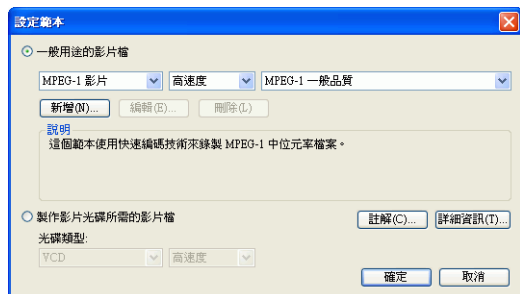 設定範本
一般用途的影片檔
MPEG-1 影片 高速度 MPEG-1 一般品質
新增(N)... 編輯(E)... 刪除(L)
說明
這個範本使用快速編碼技術來錄製 MPEG-1 中位元率檔案。
製作影片光碟所需的影片檔 註解(C)... 詳細資訊(T)...
光碟類型:
VCD 高速度
確定 取消